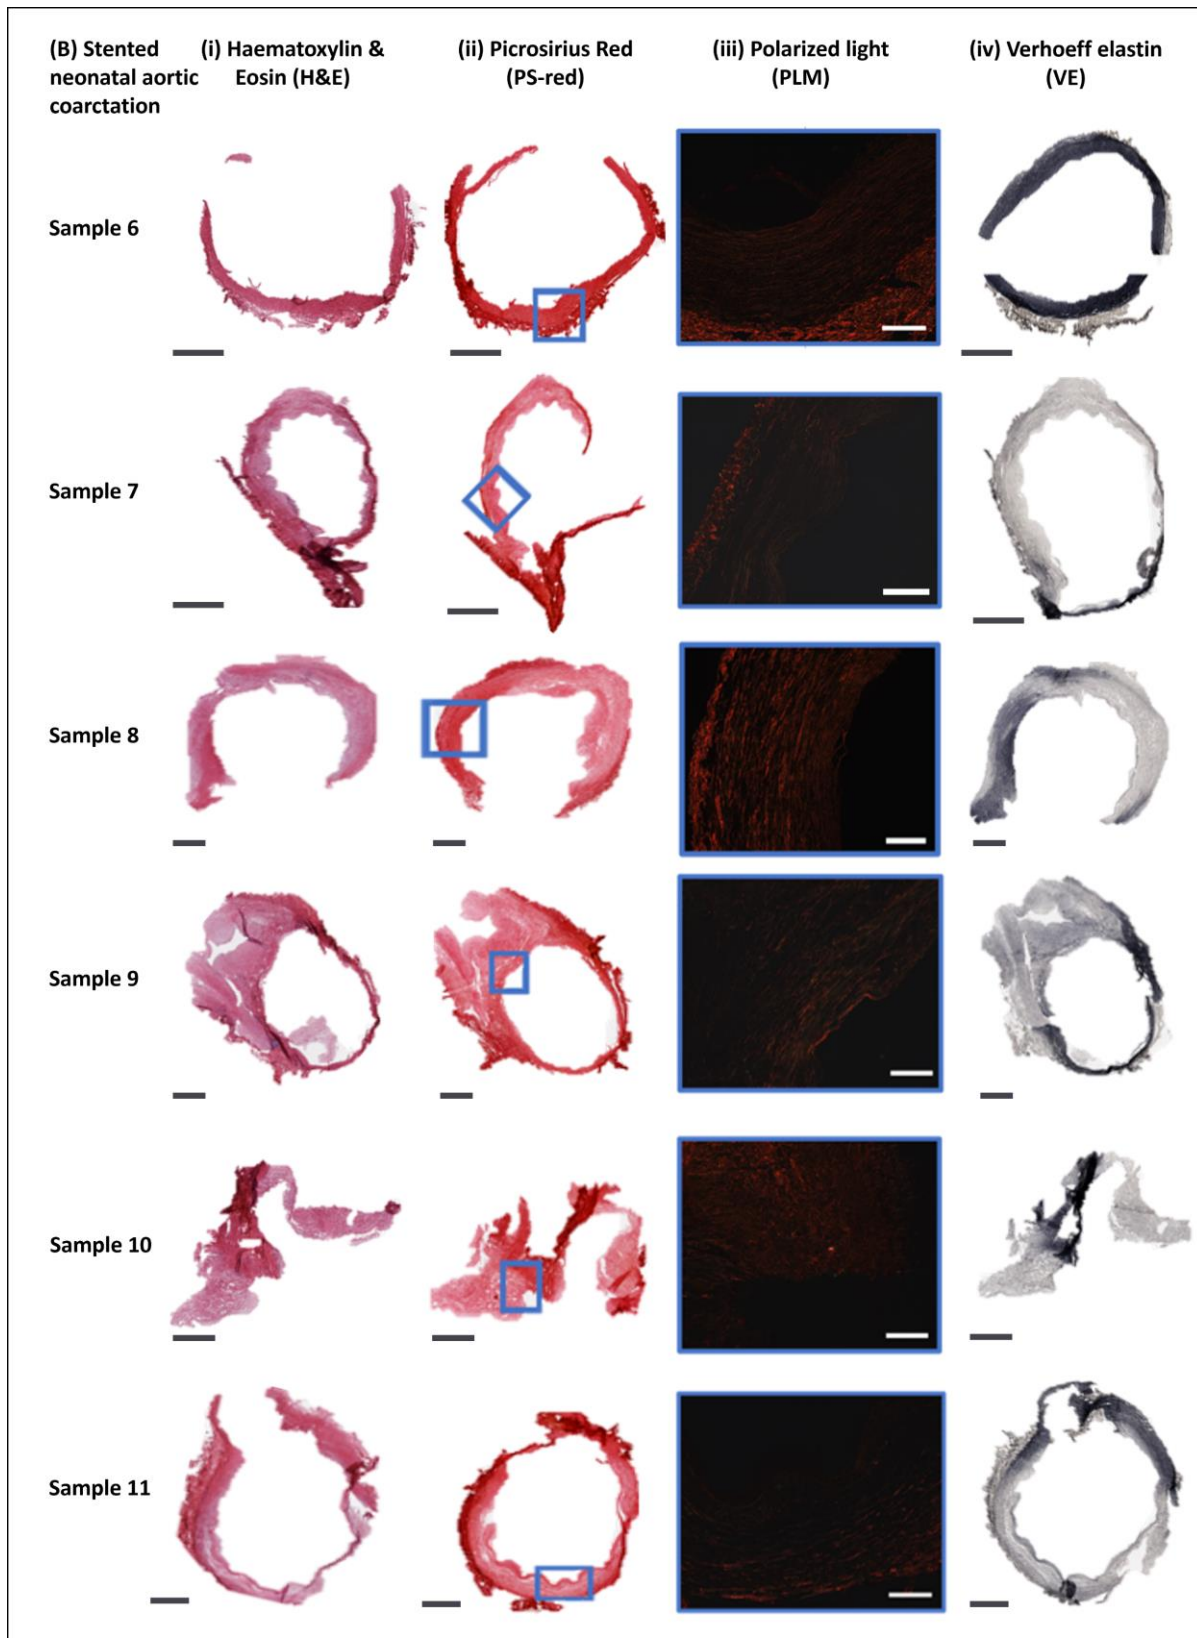 (B) Stented
neonatal aortic
coarctation
(i) Haematoxylin &
Eosin (H&E)
(ii) Picrosirius Red
(PS-red)
(iii) Polarized light
(PLM)
(iv) Verhoeff elastin
(VE)
Sample 6
Sample 7
Sample 8
Sample 9
Sample 10
Sample 11